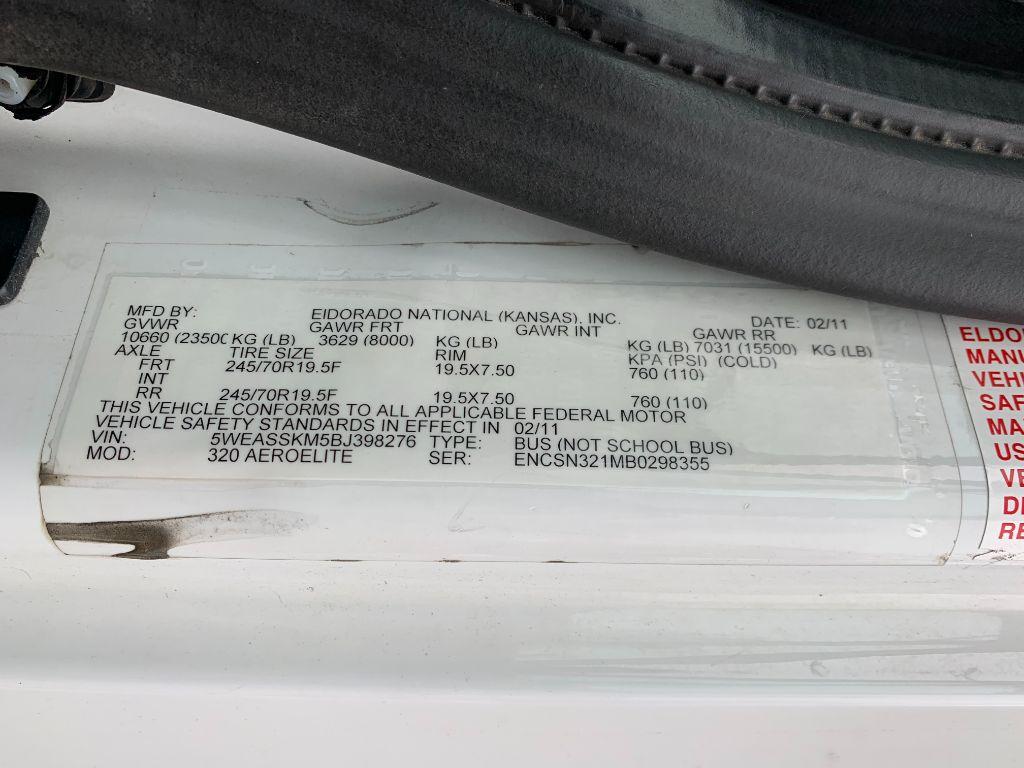 MFD BY: EIDORADO NATIONAL (KANSAS), INC. DATE: 02/11
GVWR GAWR FRT GAWR INT GAWR RR
10660 (23500 KG (LB) 3629 (8000) KG (LB) KG (LB) 7031 (15500) KG (LB)
AXLE TIRE SIZE RIM KPA (PSI) (COLD)
FRT 245/70R19.5F 19.5X7.50 760 (110)
INT
RR 245/70R19.5F 19.5X7.50 760 (110)
THIS VEHICLE CONFORMS TO ALL APPLICABLE FEDERAL MOTOR
VEHICLE SAFETY STANDARDS IN EFFECT IN 02/11
VIN: 5WEASSKM5BJ398276 TYPE: BUS (NOT SCHOOL BUS)
MOD: 320 AEROELITE SER: ENCSN321MB0298355
ELDO
MANU
VEHI
SAF
MA
US
VE
DE
RE